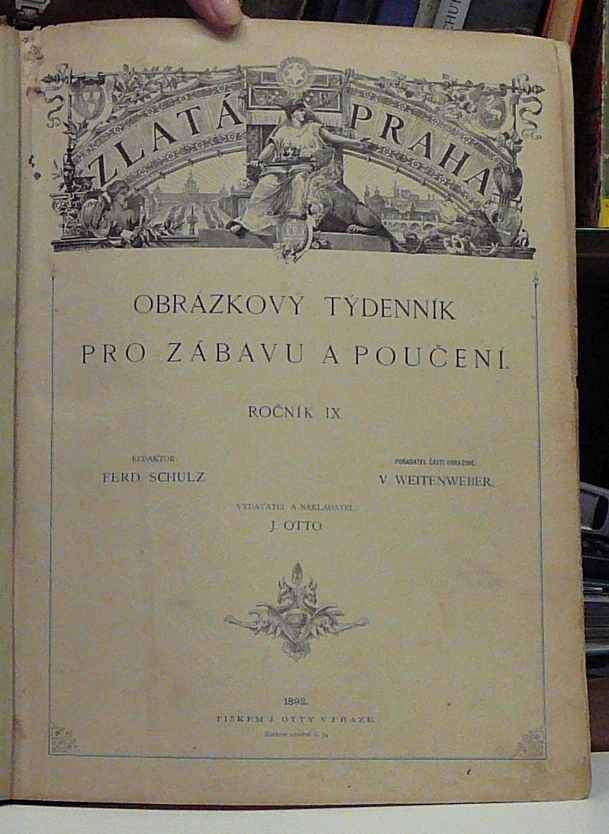 ZLATÁ PRAHA
OBRÁZKOVÝ TÝDENNÍK
PRO ZÁBAVU A POUČENÍ.
ROČNÍK IX.
REDAKTOR:
FERD. SCHULZ
POŘADATEL ČÁSTI OBRAZOVÉ:
V. WEITENWEBER.
VYDAVATEL A NAKLADATEL:
J. OTTO
1892.
TISKEM J. OTTY V PRAZE.